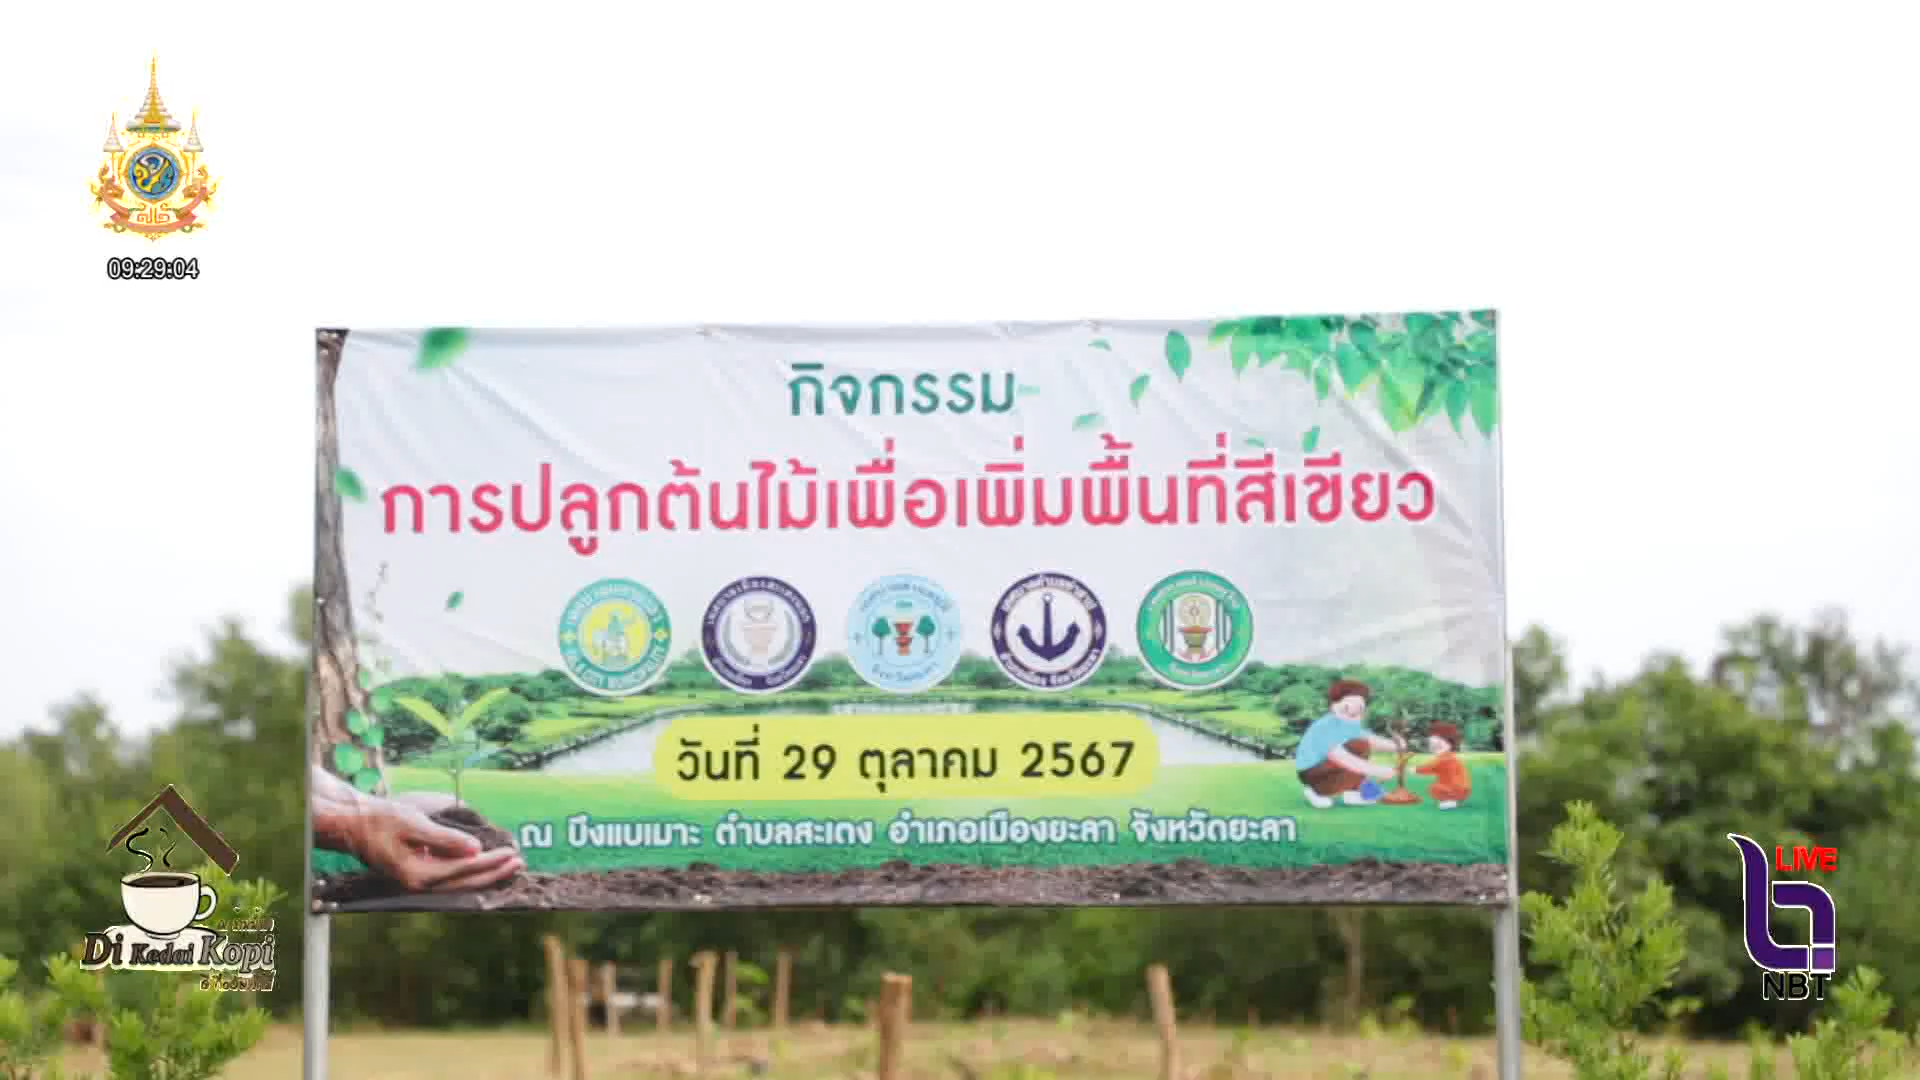 09:29:04
กิจกรรม
การปลูกต้นไม้เพื่อเพิ่มพื้นที่สีเขียว
วันที่ 29 ตุลาคม 2567
ณ บึงแบเมาะ ตำบลสะเตง อำเภอเมืองยะลา จังหวัดยะลา
Di Kedai Kopi
LIVE
NBT